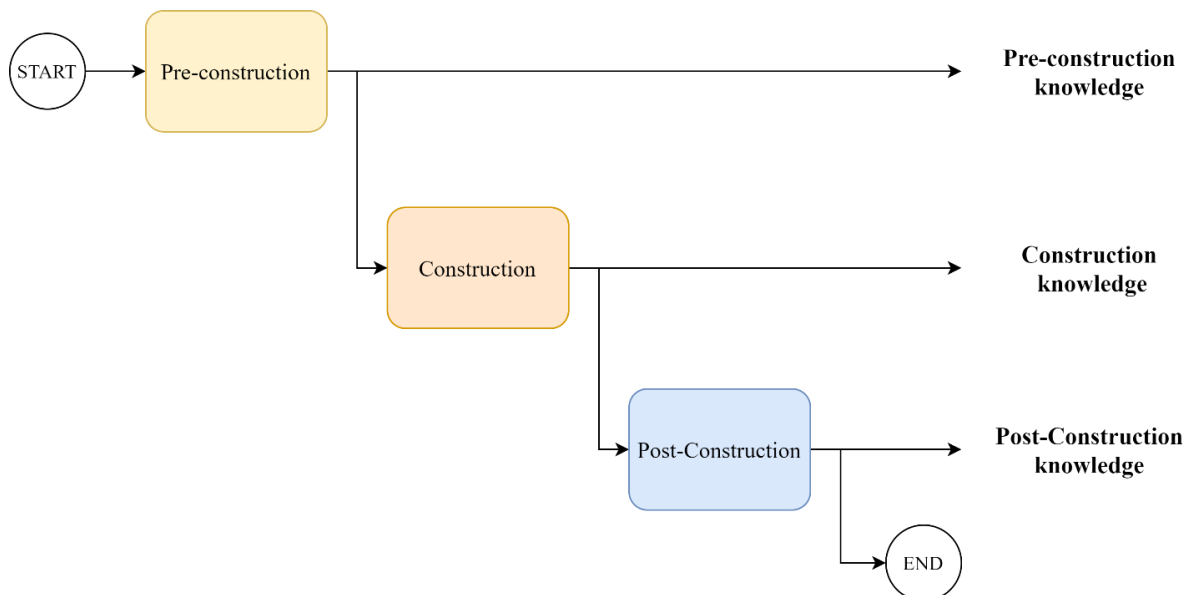 START
Pre-construction
Pre-construction
knowledge
Construction
Construction
knowledge
Post-Construction
Post-Construction
knowledge
END